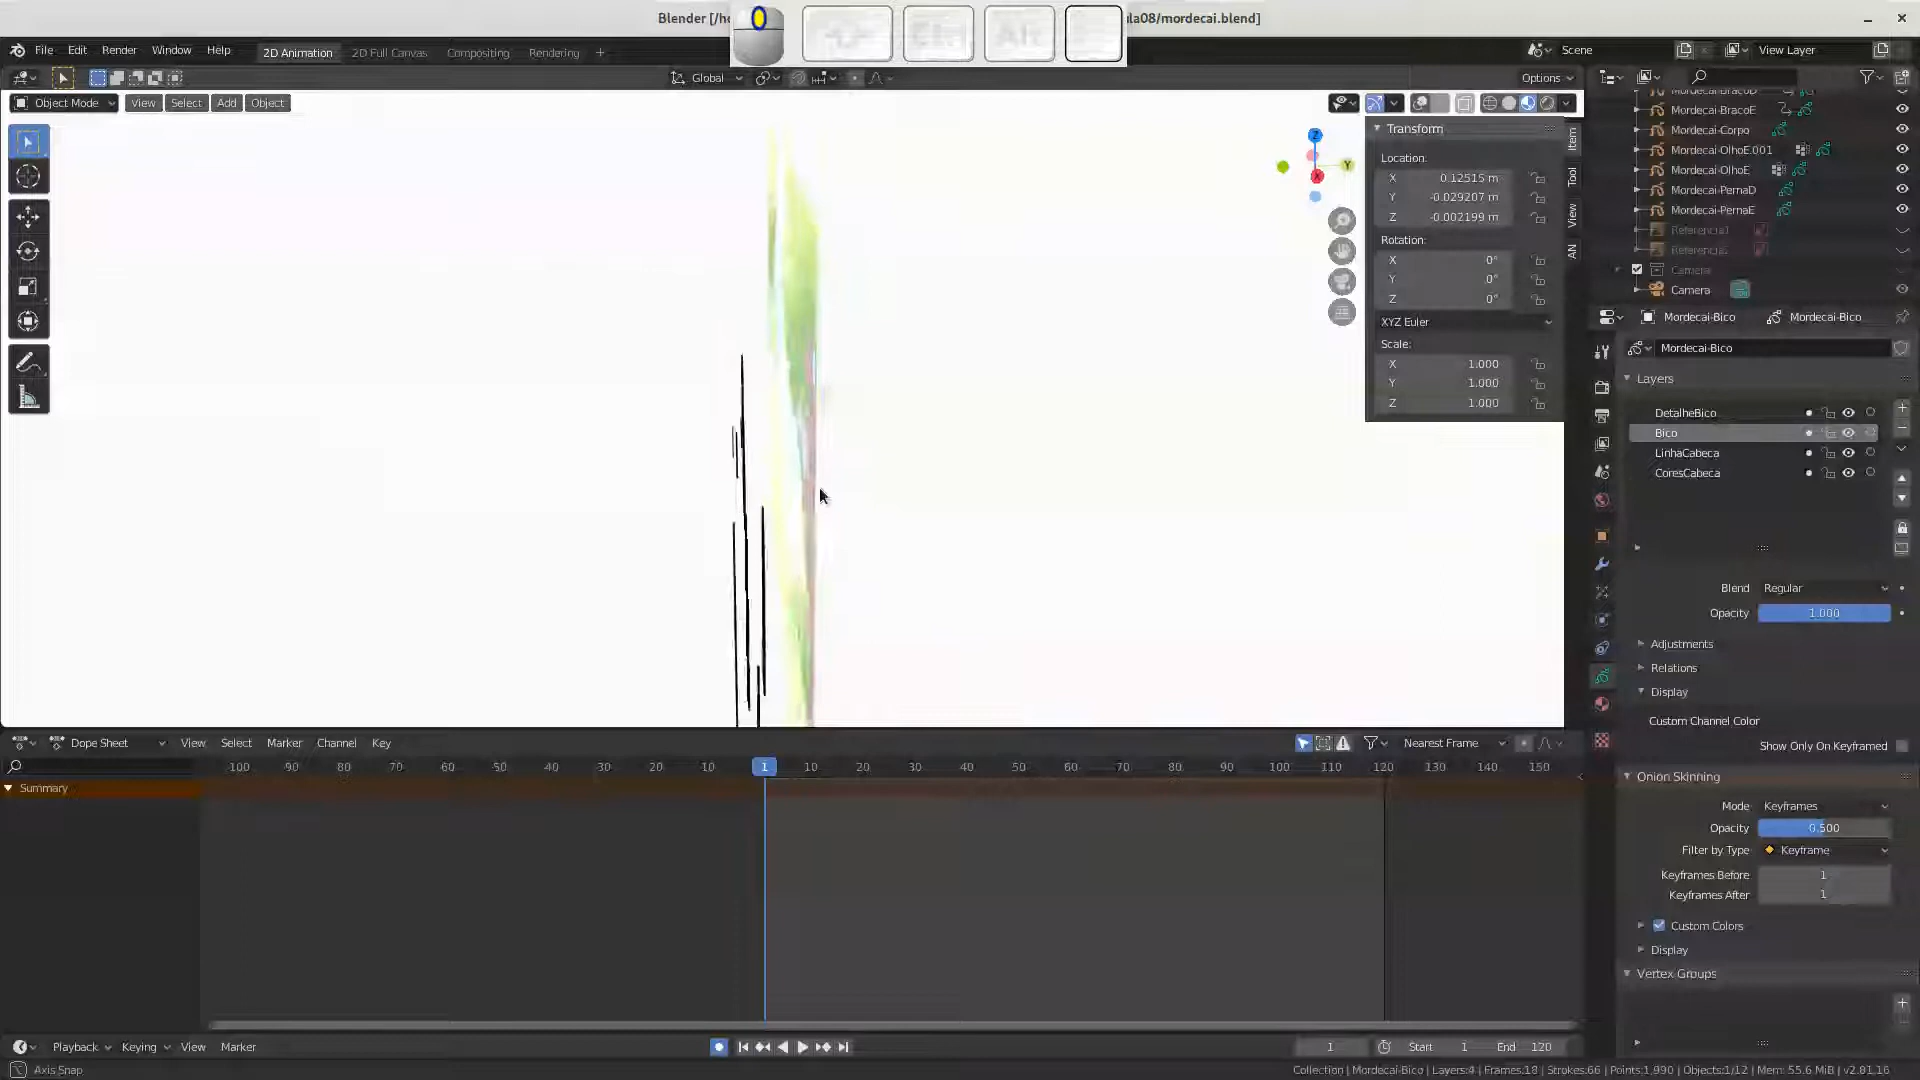 Blender [/ho
ula08/mordecai.blend]
File Edit Render Window Help
2D Animation 2D Full Canvas Compositing Rendering +
Scene View Layer
Global
Options
Object Mode View Select Add Object
Transform
Location:
X 0.12515 m
Y -0.029207 m
Z -0.002199 m
Rotation:
X 0°
Y 0°
Z 0°
XYZ Euler
Scale:
X 1.000
Y 1.000
Z 1.000
Item
Tool
View
AN
Z
Y
X
Mordecai-BracoD
Mordecai-BracoE
Mordecai-Corpo
Mordecai-OlhoE.001
Mordecai-OlhoE
Mordecai-PernaD
Mordecai-PernaE
Camera
Camera
Mordecai-Bico Mordecai-Bico
Mordecai-Bico
Layers
DetalheBico
Bico
LinhaCabeca
CoresCabeca
Blend Regular
Opacity 1.000
Adjustments
Relations
Display
Custom Channel Color
Show Only On Keyframed
Onion Skinning
Mode Keyframes
Opacity 0.500
Filter by Type Keyframe
Keyframes Before 1
Keyframes After 1
Custom Colors
Display
Vertex Groups
Dope Sheet View Select Marker Channel Key
Nearest Frame
-100 -90 -80 -70 -60 -50 -40 -30 -20 -10 1 10 20 30 40 50 60 70 80 90 100 110 120 130 140 150
Summary
Playback Keying View Marker
1 Start 1 End 120
Axis Snap
Collection | Mordecai-Bico | Layers:4 | Frames:18 | Strokes:66 | Points:1,990 | Objects:1/12 | Mem: 55.6 MiB | v2.81.16